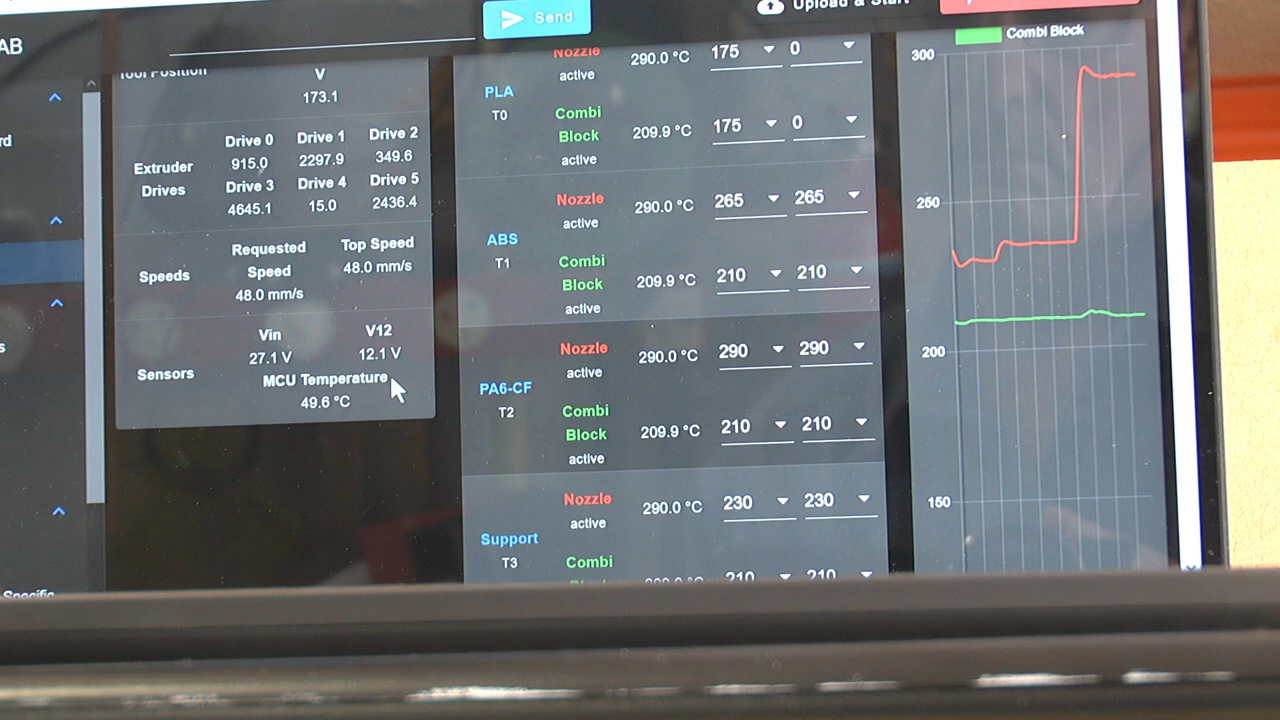 Send
Upload & Start
AB
Tool Position
V
173.1
Extruder
Drives
Drive 0 Drive 1 Drive 2
915.0 2297.9 349.6
Drive 3 Drive 4 Drive 5
4645.1 15.0 2436.4
Speeds
Requested
Speed
48.0 mm/s
Top Speed
48.0 mm/s
Sensors
Vin V12
27.1 V 12.1 V
MCU Temperature
49.6 °C
rd
s
Specific
PLA
T0
Nozzle
active
290.0 °C 175 0
Combi
Block
active
209.9 °C 175 0
ABS
T1
Nozzle
active
290.0 °C 265 265
Combi
Block
active
209.9 °C 210 210
PA6-CF
T2
Nozzle
active
290.0 °C 290 290
Combi
Block
active
209.9 °C 210 210
Support
T3
Nozzle
active
290.0 °C 230 230
Combi
210 210
Combi Block
300
250
200
150